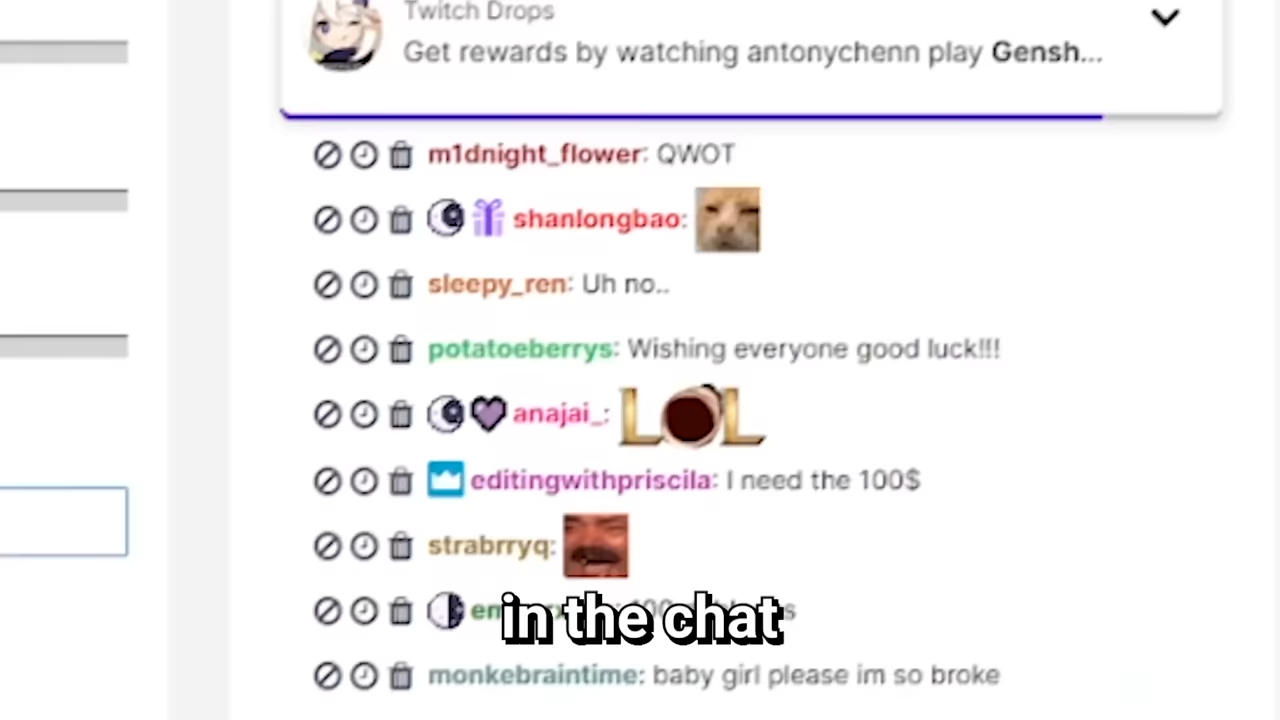 Twitch Drops
Get rewards by watching antonychenn play Gensh...
m1dnight_flower: QWOT
shanlongbao:
sleepy_ren: Uh no..
potatoeberrys: Wishing everyone good luck!!!
anajai_: LOL
editingwithpriscila: I need the 100$
strabrryq:
in the chat
monkebraintime: baby girl please im so broke